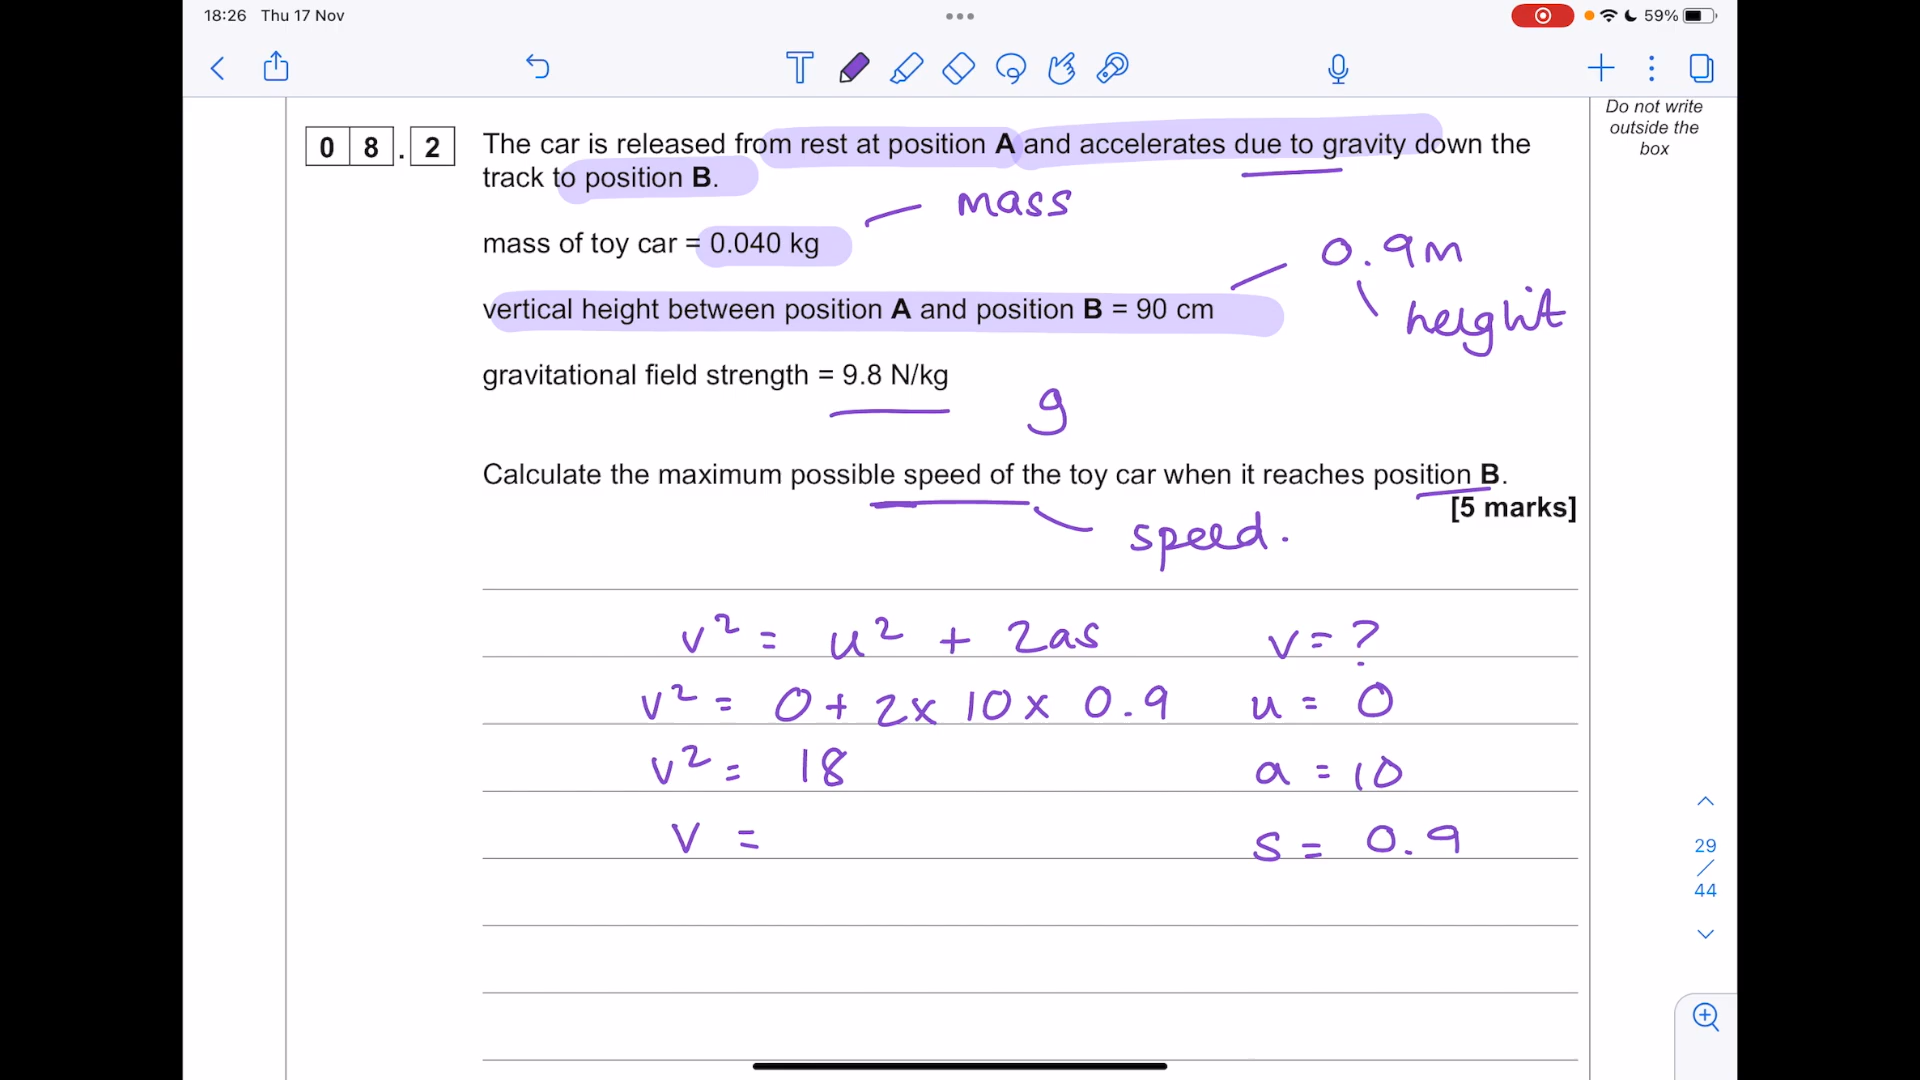 18:26 Thu 17 Nov
59%
Do not write
outside the
box
0 8 . 2 The car is released from rest at position A and accelerates due to gravity down the
track to position B.
mass
mass of toy car = 0.040 kg
0.9m
vertical height between position A and position B = 90 cm
height
gravitational field strength = 9.8 N/kg
g
Calculate the maximum possible speed of the toy car when it reaches position B.
[5 marks]
speed.
v² = u² + 2as v = ?
v² = 0 + 2 x 10 x 0.9 u = 0
v² = 18 a = 10
v = s = 0.9
29
/
44